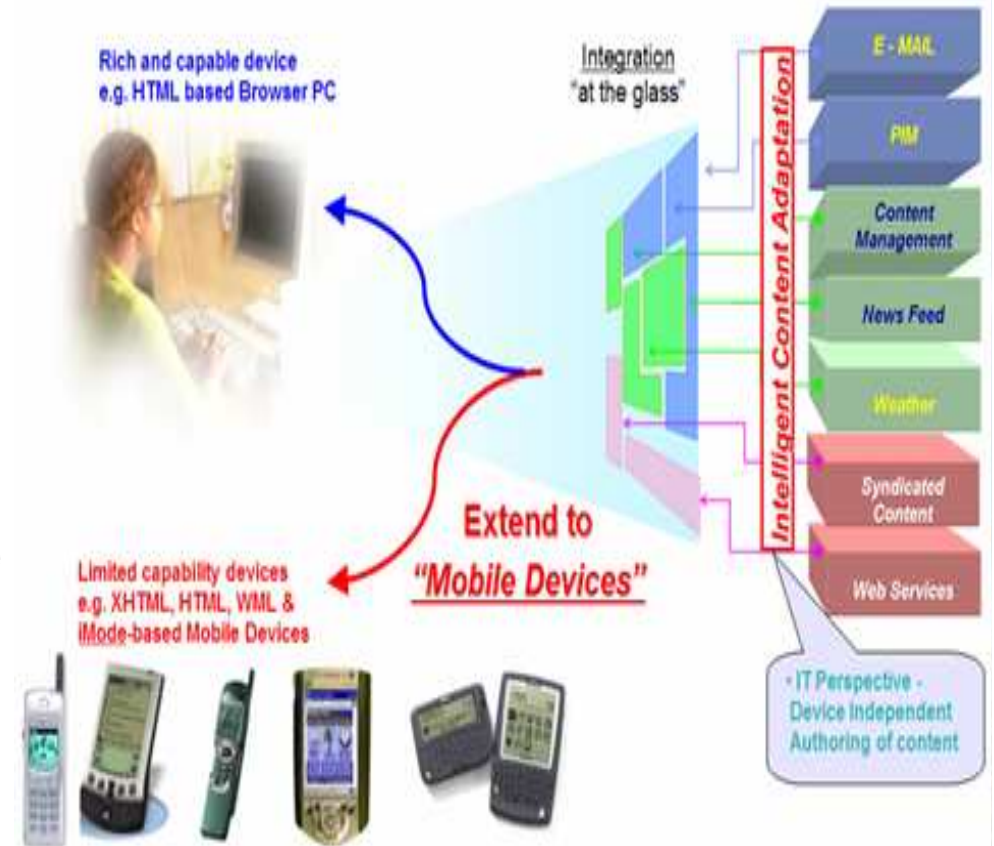 Rich and capable device
e.g. HTML based Browser PC
Integration
"at the glass"
Intelligent Content Adaptation
E - MAIL
PIM
Content
Management
News Feed
Weather
Syndicated
Content
Web Services
Extend to
"Mobile Devices"
Limited capability devices
e.g. XHTML, HTML, WML &
iMode-based Mobile Devices
• IT Perspective -
Device Independent
Authoring of content